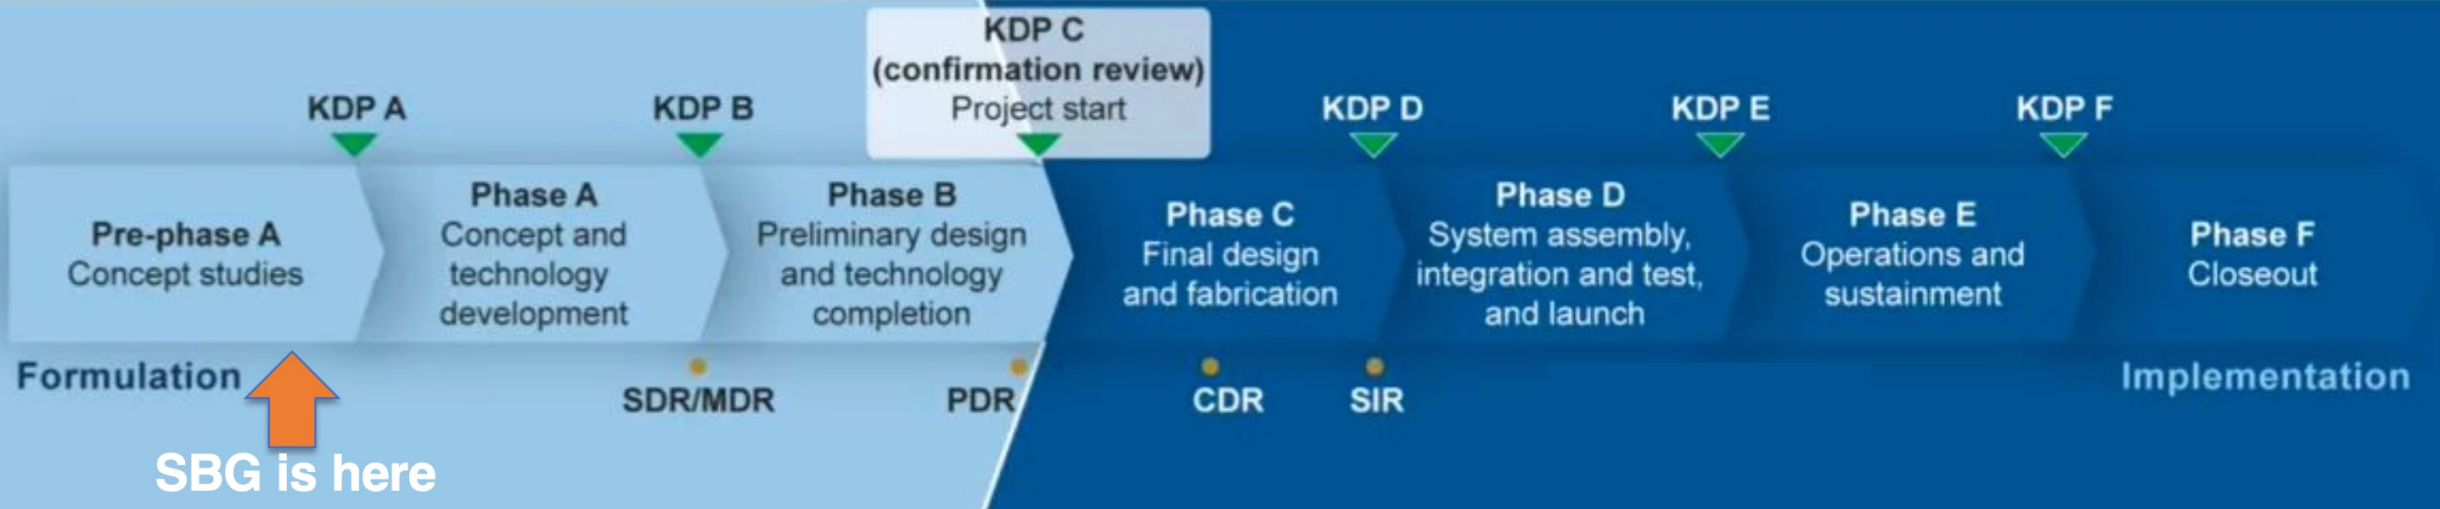 KDP C
(confirmation review)
Project start
KDP A
KDP B
KDP D
KDP E
KDP F
Pre-phase A
Concept studies
Phase A
Concept and
technology
development
Phase B
Preliminary design
and technology
completion
Phase C
Final design
and fabrication
Phase D
System assembly,
integration and test,
and launch
Phase E
Operations and
sustainment
Phase F
Closeout
Formulation
SDR/MDR
PDR
CDR
SIR
Implementation
SBG is here